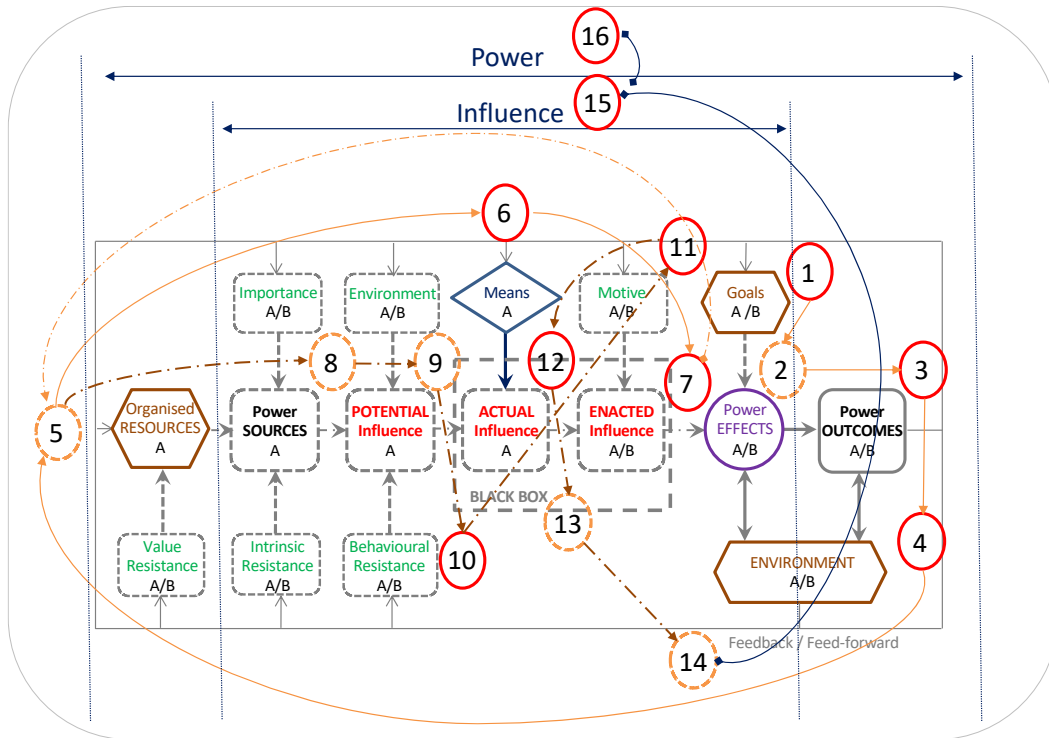 16
Power
15
Influence
6
11
1
Importance
A/B
Environment
A/B
Means
A
Motive
A/B
Goals
A /B
8
9
12
7
2
3
5
Organised
RESOURCES
A
Power
SOURCES
A
POTENTIAL
Influence
A
ACTUAL
Influence
A
ENACTED
Influence
A/B
Power
EFFECTS
A/B
Power
OUTCOMES
A/B
BLACK BOX
13
4
Value
Resistance
A/B
Intrinsic
Resistance
A/B
Behavioural
Resistance
A/B
10
ENVIRONMENT
A/B
14
Feedback / Feed-forward